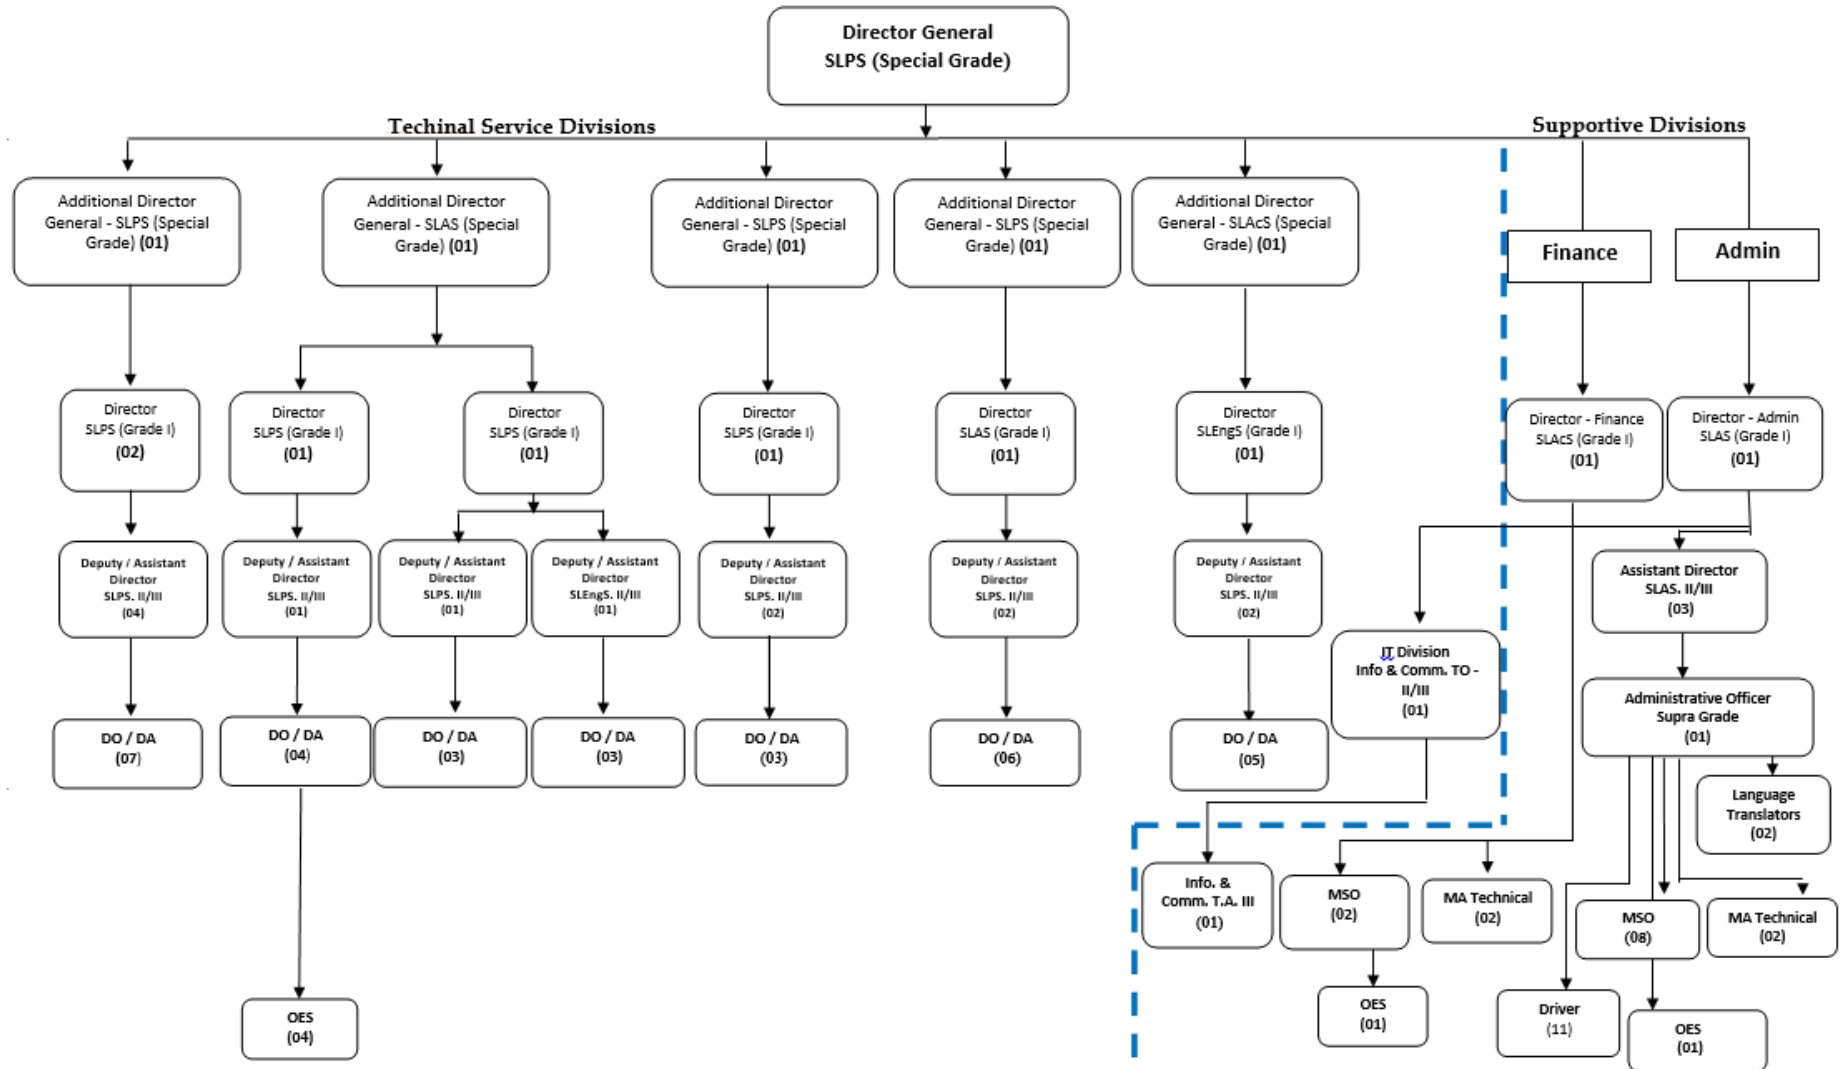 Director General
SLPS (Special Grade)
Techinal Service Divisions
Supportive Divisions
Additional Director
General - SLPS (Special
Grade) (01)
Additional Director
General - SLAS (Special
Grade) (01)
Additional Director
General - SLPS (Special
Grade) (01)
Additional Director
General - SLPS (Special
Grade) (01)
Additional Director
General - SLAcS (Special
Grade) (01)
Finance
Admin
Director
SLPS (Grade I)
(02)
Director
SLPS (Grade I)
(01)
Director
SLPS (Grade I)
(01)
Director
SLPS (Grade I)
(01)
Director
SLAS (Grade I)
(01)
Director
SLEngS (Grade I)
(01)
Director - Finance
SLAcS (Grade I)
(01)
Director - Admin
SLAS (Grade I)
(01)
Deputy / Assistant
Director
SLPS. II/III
(04)
Deputy / Assistant
Director
SLPS. II/III
(01)
Deputy / Assistant
Director
SLPS. II/III
(01)
Deputy / Assistant
Director
SLEngS. II/III
(01)
Deputy / Assistant
Director
SLPS. II/III
(02)
Deputy / Assistant
Director
SLPS. II/III
(02)
Deputy / Assistant
Director
SLPS. II/III
(02)
Assistant Director
SLAS. II/III
(03)
IT Division
Info & Comm. TO -
II/III
(01)
Administrative Officer
Supra Grade
(01)
DO / DA
(07)
DO / DA
(04)
DO / DA
(03)
DO / DA
(03)
DO / DA
(03)
DO / DA
(06)
DO / DA
(05)
Language
Translators
(02)
Info. &
Comm. T.A. III
(01)
MSO
(02)
MA Technical
(02)
MSO
(08)
MA Technical
(02)
OES
(04)
OES
(01)
Driver
(11)
OES
(01)